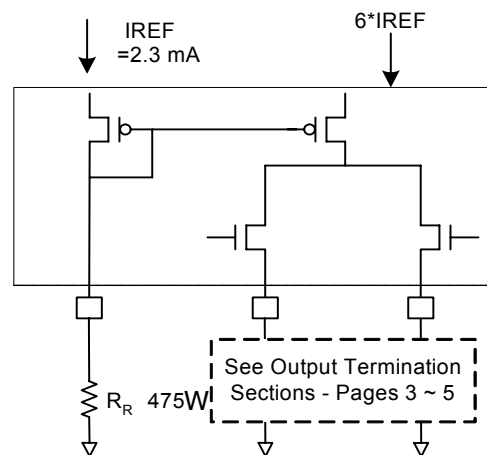 IREF
=2.3 mA
6*IREF
See Output Termination
Sections - Pages 3 ~ 5
RR 475W